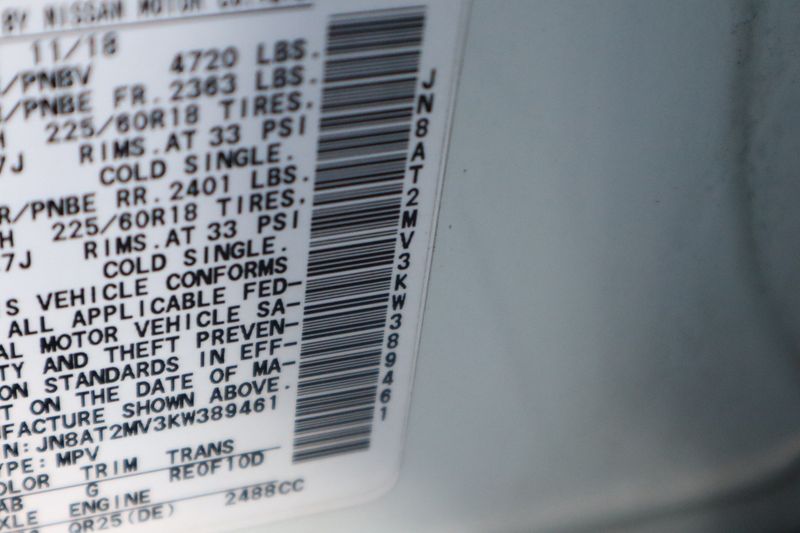 BY NISSAN MOTOR CO.
11/18
/PNBV 4720 LBS.
/PNBE FR. 2363 LBS.
H 225/60R18 TIRES.
7J RIMS. AT 33 PSI
COLD SINGLE.
R/PNBE RR. 2401 LBS.
H 225/60R18 TIRES.
7J RIMS. AT 33 PSI
COLD SINGLE.
S VEHICLE CONFORMS
ALL APPLICABLE FED-
AL MOTOR VEHICLE SA-
TY AND THEFT PREVEN-
ON STANDARDS IN EFF-
T ON THE DATE OF MA-
FACTURE SHOWN ABOVE.
N: JN8AT2MV3KW389461
YPE: MPV
OLOR TRIM TRANS
AB G RE0F10D
XLE ENGINE
QR25(DE) 2488CC
JN8AT2MV3KW389461